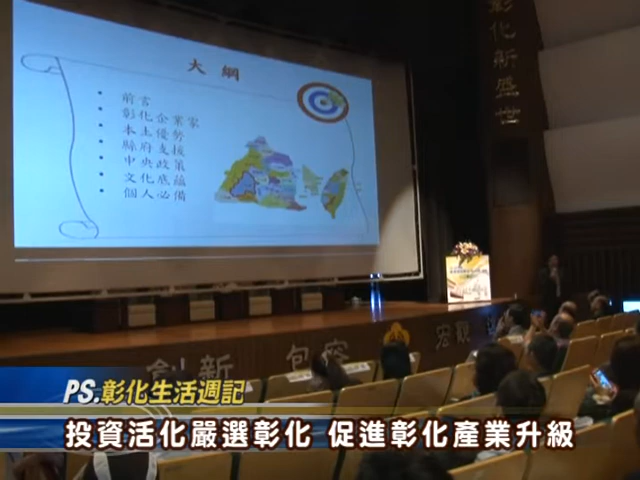 大綱
• 前言
• 彰化企業家
• 本土優勢
• 縣府支援
• 中央政策
• 文化底蘊
• 個人必備
彰化新盛世
創新 包容 宏觀
PS.彰化生活週記
投資活化嚴選彰化 促進彰化產業升級